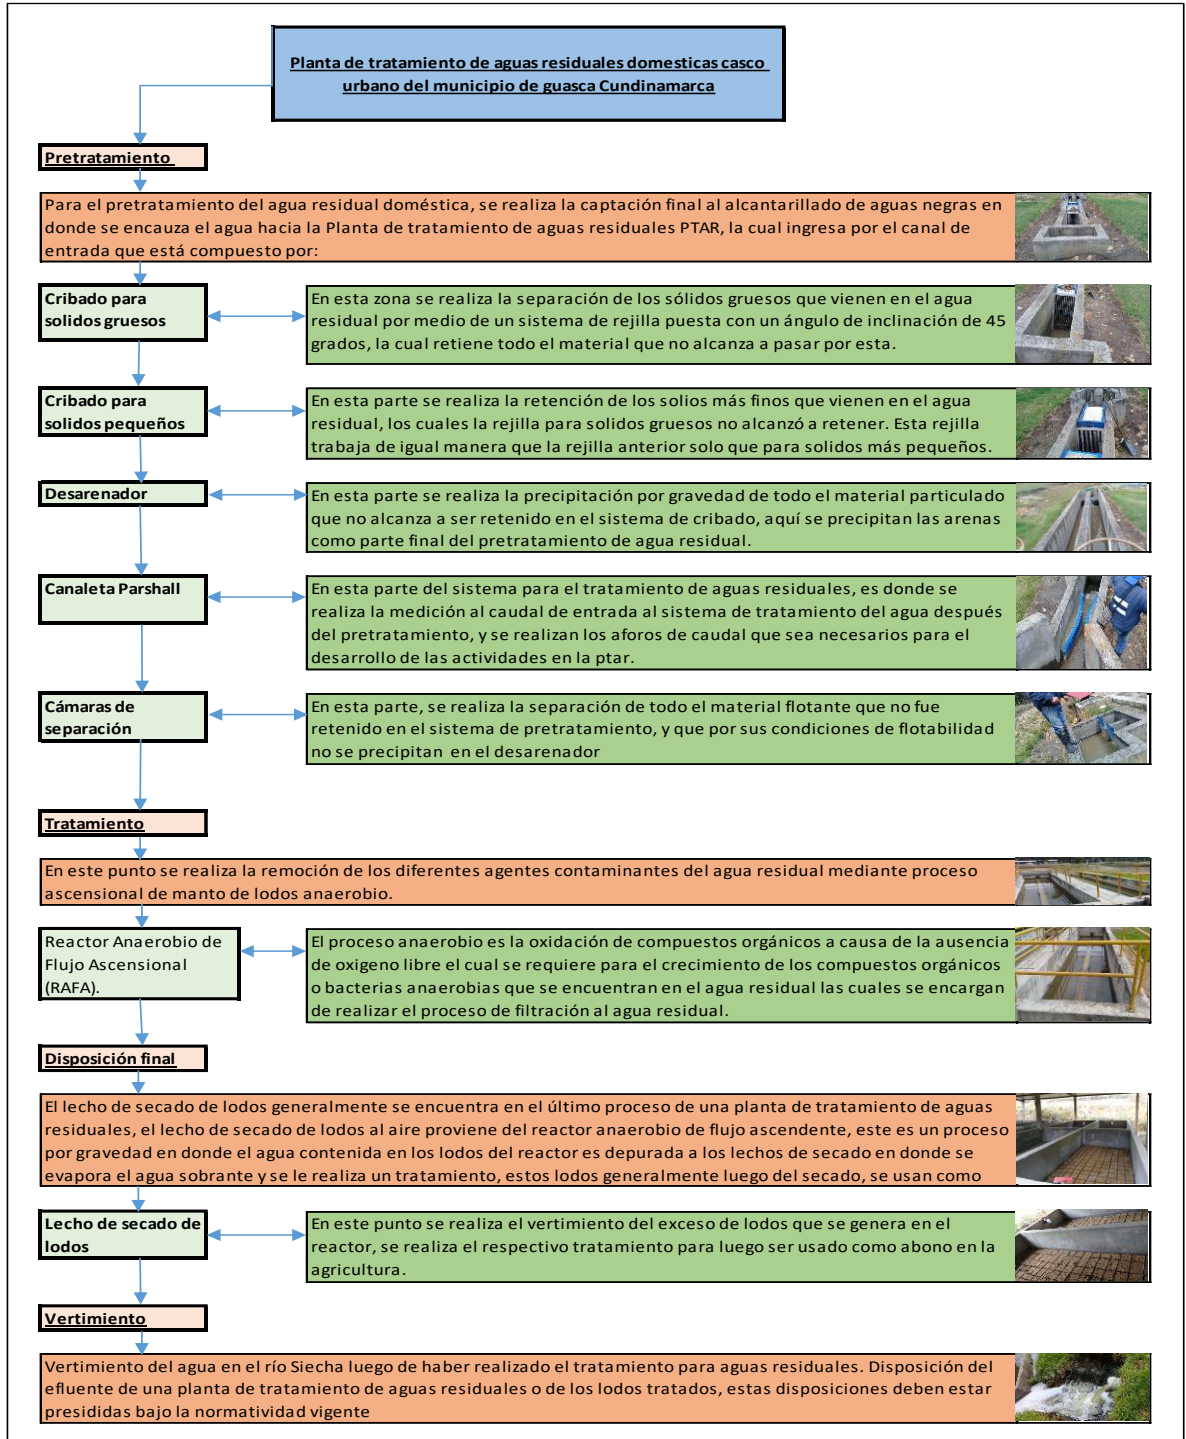 Planta de tratamiento de aguas residuales domesticas casco
urbano del municipio de guasca Cundinamarca
Pretratamiento
Para el pretratamiento del agua residual doméstica, se realiza la captación final al alcantarillado de aguas negras en
donde se encauza el agua hacia la Planta de tratamiento de aguas residuales PTAR, la cual ingresa por el canal de
entrada que está compuesto por:
Cribado para
solidos gruesos
En esta zona se realiza la separación de los sólidos gruesos que vienen en el agua
residual por medio de un sistema de rejilla puesta con un ángulo de inclinación de 45
grados, la cual retiene todo el material que no alcanza a pasar por esta.
Cribado para
solidos pequeños
En esta parte se realiza la retención de los solios más finos que vienen en el agua
residual, los cuales la rejilla para solidos gruesos no alcanzó a retener. Esta rejilla
trabaja de igual manera que la rejilla anterior solo que para solidos más pequeños.
Desarenador
En esta parte se realiza la precipitación por gravedad de todo el material particulado
que no alcanza a ser retenido en el sistema de cribado, aquí se precipitan las arenas
como parte final del pretratamiento de agua residual.
Canaleta Parshall
En esta parte del sistema para el tratamiento de aguas residuales, es donde se
realiza la medición al caudal de entrada al sistema de tratamiento del agua después
del pretratamiento, y se realizan los aforos de caudal que sea necesarios para el
desarrollo de las actividades en la ptar.
Cámaras de
separación
En esta parte, se realiza la separación de todo el material flotante que no fue
retenido en el sistema de pretratamiento, y que por sus condiciones de flotabilidad
no se precipitan en el desarenador
Tratamiento
En este punto se realiza la remoción de los diferentes agentes contaminantes del agua residual mediante proceso
ascensional de manto de lodos anaerobio.
Reactor Anaerobio de
Flujo Ascensional
(RAFA).
El proceso anaerobio es la oxidación de compuestos orgánicos a causa de la ausencia
de oxigeno libre el cual se requiere para el crecimiento de los compuestos orgánicos
o bacterias anaerobias que se encuentran en el agua residual las cuales se encargan
de realizar el proceso de filtración al agua residual.
Disposición final
El lecho de secado de lodos generalmente se encuentra en el último proceso de una planta de tratamiento de aguas
residuales, el lecho de secado de lodos al aire proviene del reactor anaerobio de flujo ascendente, este es un proceso
por gravedad en donde el agua contenida en los lodos del reactor es depurada a los lechos de secado en donde se
evapora el agua sobrante y se le realiza un tratamiento, estos lodos generalmente luego del secado, se usan como
Lecho de secado de
lodos
En este punto se realiza el vertimiento del exceso de lodos que se genera en el
reactor, se realiza el respectivo tratamiento para luego ser usado como abono en la
agricultura.
Vertimiento
Vertimiento del agua en el río Siecha luego de haber realizado el tratamiento para aguas residuales. Disposición del
efluente de una planta de tratamiento de aguas residuales o de los lodos tratados, estas disposiciones deben estar
presididas bajo la normatividad vigente